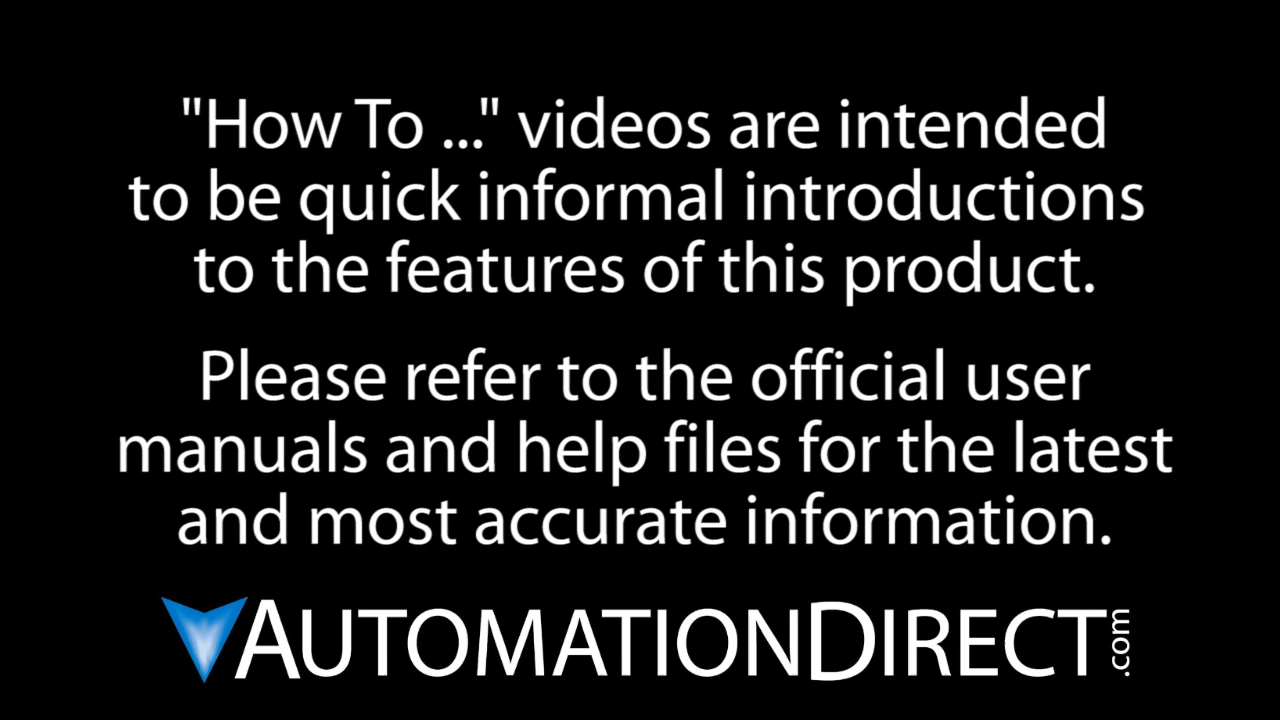 "How To ..." videos are intended
to be quick informal introductions
to the features of this product.
Please refer to the official user
manuals and help files for the latest
and most accurate information.
AUTOMATIONDIRECT.com